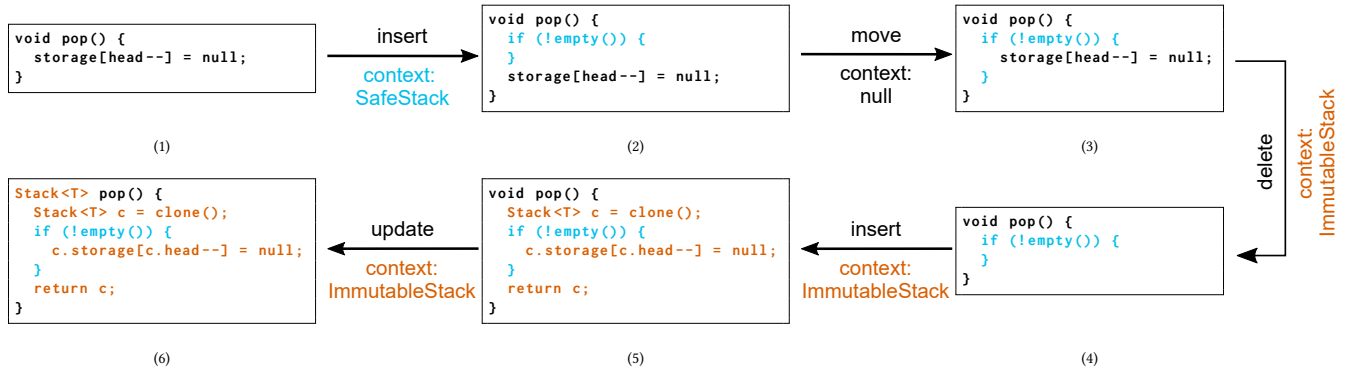 void pop() {
  storage[head--] = null;
}
(1)
insert
context:
SafeStack
void pop() {
  if (!empty()) {
  }
  storage[head--] = null;
}
(2)
move
context:
null
void pop() {
  if (!empty()) {
    storage[head--] = null;
  }
}
(3)
delete
context:
ImmutableStack
void pop() {
  if (!empty()) {
  }
}
(4)
insert
context:
ImmutableStack
void pop() {
  Stack<T> c = clone();
  if (!empty()) {
    c.storage[c.head--] = null;
  }
  return c;
}
(5)
update
context:
ImmutableStack
Stack<T> pop() {
  Stack<T> c = clone();
  if (!empty()) {
    c.storage[c.head--] = null;
  }
  return c;
}
(6)